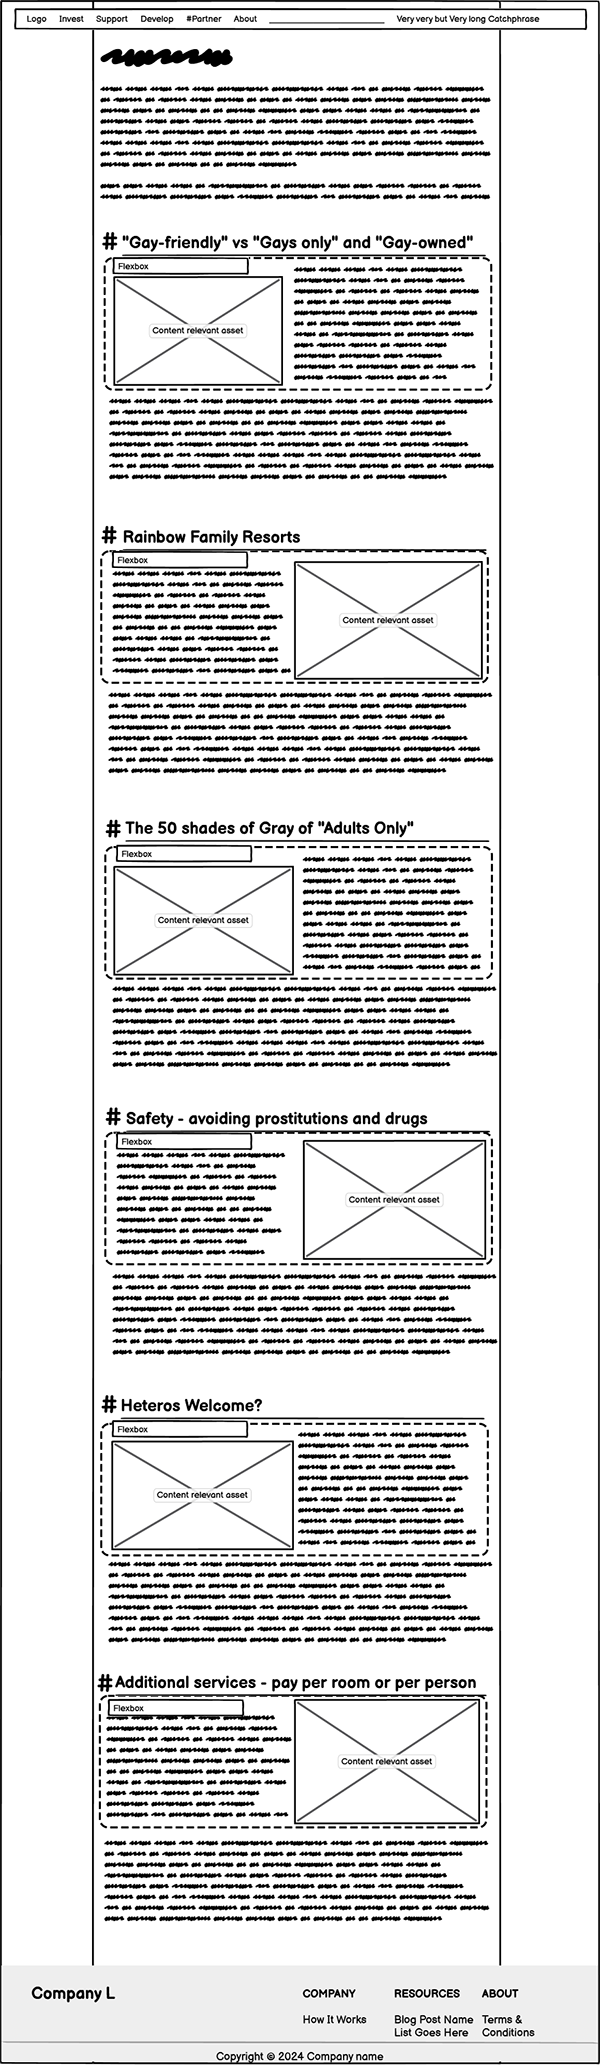 Logo Invest Support Develop #Partner About Very very but Very long Catchphrase
# "Gay-friendly" vs "Gays only" and "Gay-owned"
Flexbox
Content relevant asset
# Rainbow Family Resorts
Flexbox
Content relevant asset
# The 50 shades of Gray of "Adults Only"
Flexbox
Content relevant asset
# Safety - avoiding prostitutions and drugs
Flexbox
Content relevant asset
# Heteros Welcome?
Flexbox
Content relevant asset
# Additional services - pay per room or per person
Flexbox
Content relevant asset
Company L
COMPANY
How It Works
RESOURCES
Blog Post Name
List Goes Here
ABOUT
Terms &
Conditions
Copyright © 2024 Company name